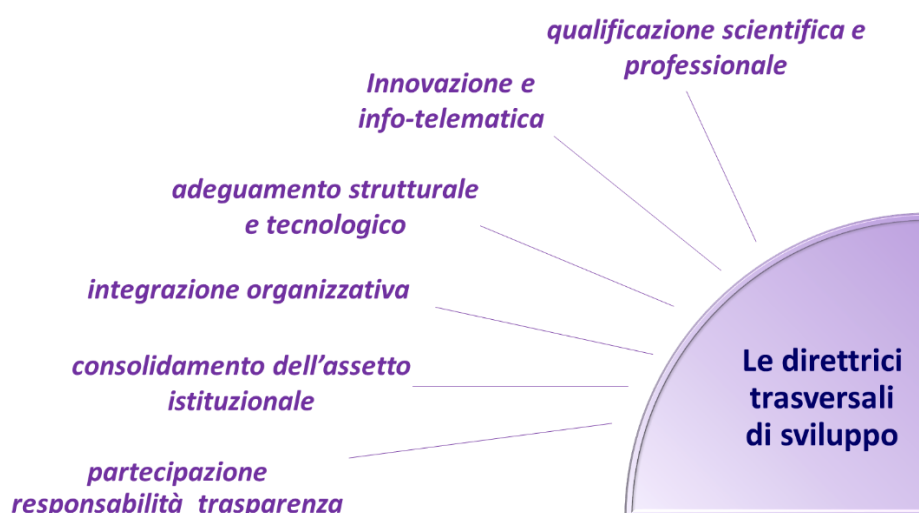 qualificazione scientifica e
professionale
Innovazione e
info-telematica
adeguamento strutturale
e tecnologico
integrazione organizzativa
consolidamento dell’assetto
istituzionale
partecipazione
responsabilità trasparenza
Le direttrici
trasversali
di sviluppo